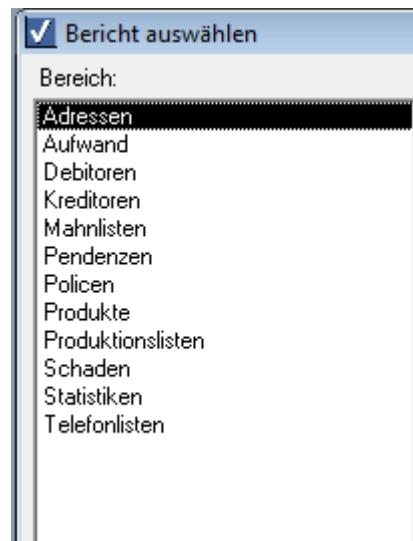 Bericht auswählen
Bereich:
Adressen
Aufwand
Debitoren
Kreditoren
Mahnlisten
Pendenzen
Policen
Produkte
Produktionslisten
Schaden
Statistiken
Telefonlisten